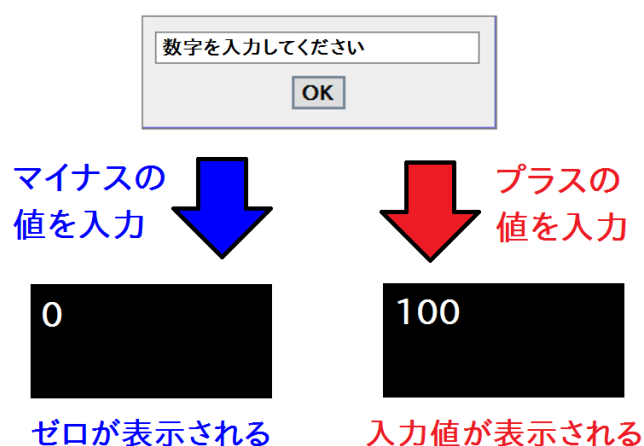 数字を入力してください
OK
マイナスの
値を入力
プラスの
値を入力
0
100
ゼロが表示される
入力値が表示される